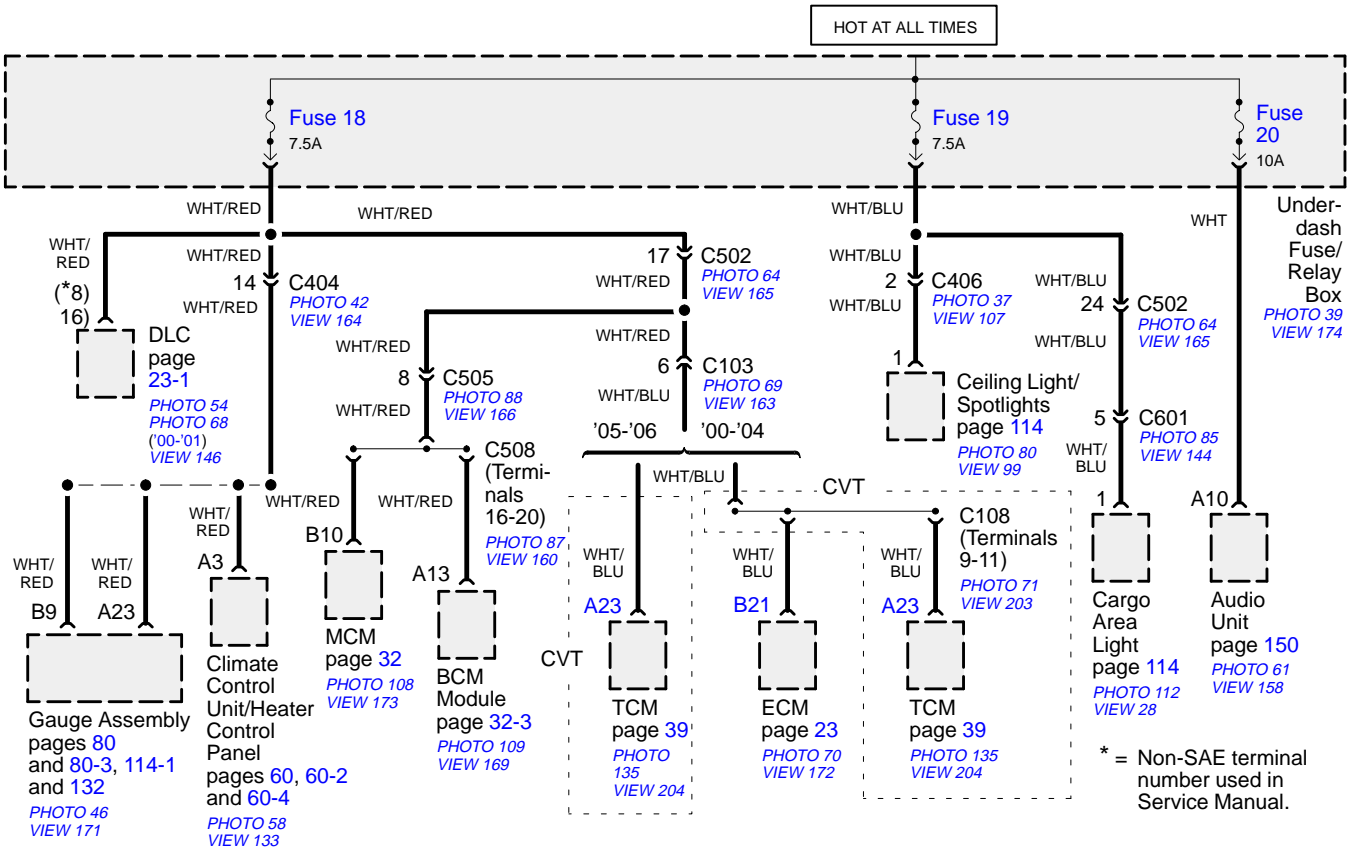 HOT AT ALL TIMES
Fuse 18
7.5A
Fuse 19
7.5A
Fuse
20
10A
Under-
dash
Fuse/
Relay
Box
PHOTO 39
VIEW 174
WHT/RED
WHT/RED
WHT/BLU
WHT
WHT/
RED
WHT/RED
14
C404
PHOTO 42
VIEW 164
WHT/RED
17
C502
PHOTO 64
VIEW 165
WHT/RED
WHT/BLU
2
C406
PHOTO 37
VIEW 107
WHT/BLU
WHT/BLU
24
C502
PHOTO 64
VIEW 165
WHT/BLU
(*8)
16)
DLC
page
23-1
PHOTO 54
PHOTO 68
('00-'01)
VIEW 146
WHT/RED
8
C505
PHOTO 88
VIEW 166
WHT/RED
WHT/RED
6
C103
PHOTO 69
VIEW 163
WHT/BLU
'05-'06
'00-'04
1
Ceiling Light/
Spotlights
page 114
PHOTO 80
VIEW 99
5
C601
PHOTO 85
VIEW 144
WHT/
BLU
C508
(Termi-
nals
16-20)
PHOTO 87
VIEW 160
WHT/BLU
CVT
C108
(Terminals
9-11)
PHOTO 71
VIEW 203
WHT/
RED
WHT/
RED
WHT/
RED
WHT/RED
WHT/RED
WHT/
BLU
WHT/
BLU
WHT/
BLU
B9
A23
A3
B10
A13
A23
B21
A23
1
A10
CVT
Gauge Assembly
pages 80
and 80-3, 114-1
and 132
PHOTO 46
VIEW 171
Climate
Control
Unit/Heater
Control
Panel
pages 60, 60-2
and 60-4
PHOTO 58
VIEW 133
MCM
page 32
PHOTO 108
VIEW 173
BCM
Module
page 32-3
PHOTO 109
VIEW 169
TCM
page 39
PHOTO
135
VIEW 204
ECM
page 23
PHOTO 70
VIEW 172
TCM
page 39
PHOTO 135
VIEW 204
Cargo
Area
Light
page 114
PHOTO 112
VIEW 28
Audio
Unit
page 150
PHOTO 61
VIEW 158
* = Non-SAE terminal
number used in
Service Manual.